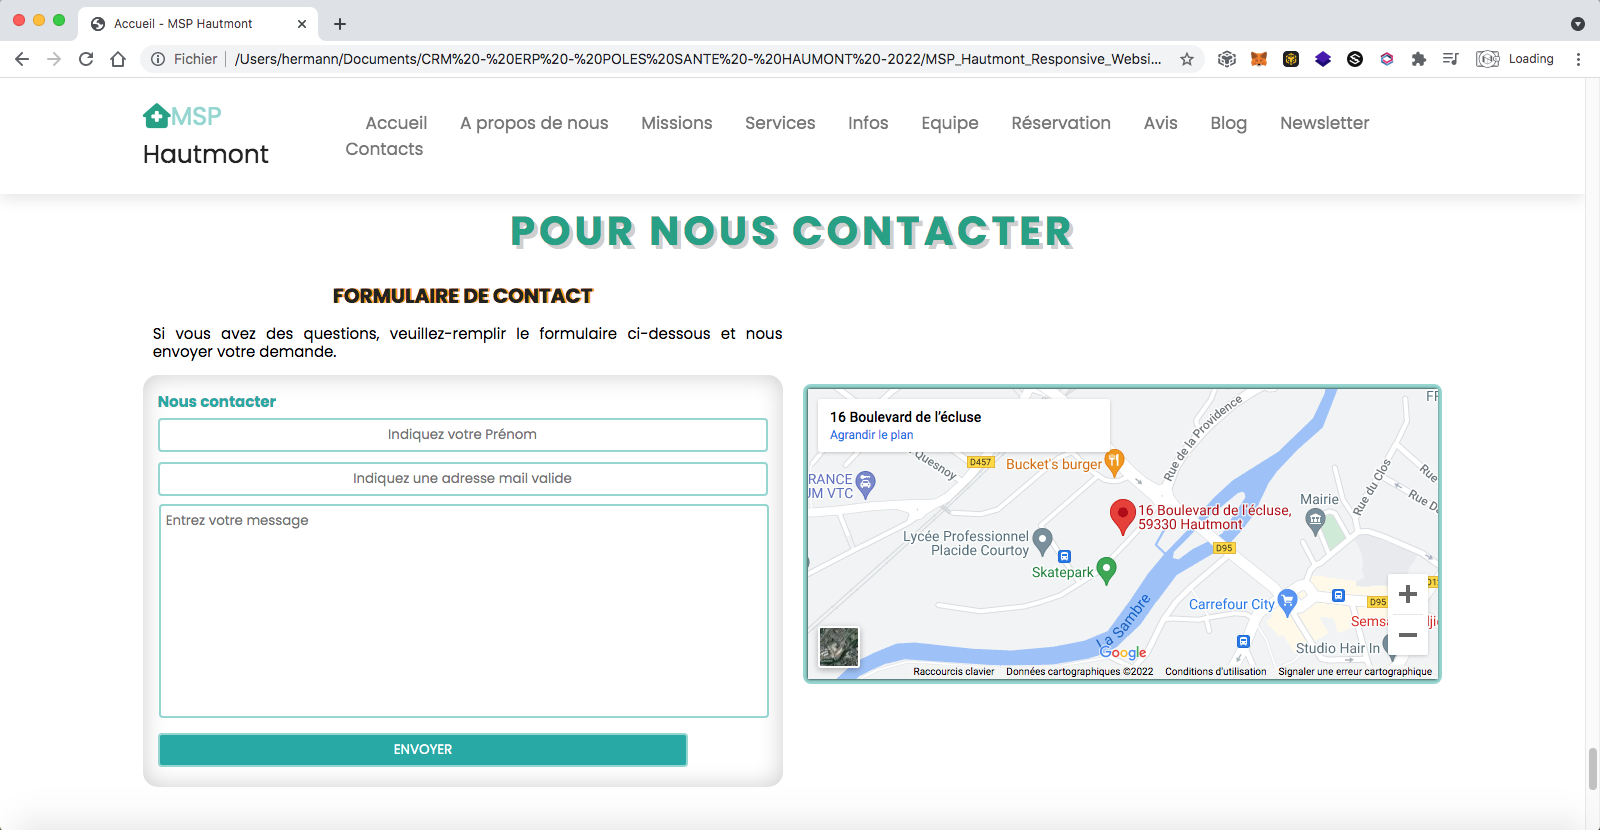 Accueil - MSP Hautmont
Fichier
/Users/hermann/Documents/CRM%20-%20ERP%20-%20POLES%20SANTE%20-%20HAUMONT%20-2022/MSP_Hautmont_Responsive_Websi...
Loading
MSP
Hautmont
Accueil A propos de nous Missions Services Infos Equipe Réservation Avis Blog Newsletter
Contacts
POUR NOUS CONTACTER
FORMULAIRE DE CONTACT
Si vous avez des questions, veuillez-remplir le formulaire ci-dessous et nous
envoyer votre demande.
Nous contacter
Indiquez votre Prénom
Indiquez une adresse mail valide
Entrez votre message
ENVOYER
16 Boulevard de l'écluse
Agrandir le plan
Quesnoy
D457
Bucket's burger
Rue de la Providence
RANCE
UM VTC
16 Boulevard de l'écluse,
59330 Hautmont
Mairie
Rue du Clos
Lycée Professionnel
Placide Courtoy
D95
Skatepark
La Sambre
Carrefour City
D95
Studio Hair In
Google
Raccourcis clavier Données cartographiques ©2022 Conditions d'utilisation Signaler une erreur cartographique